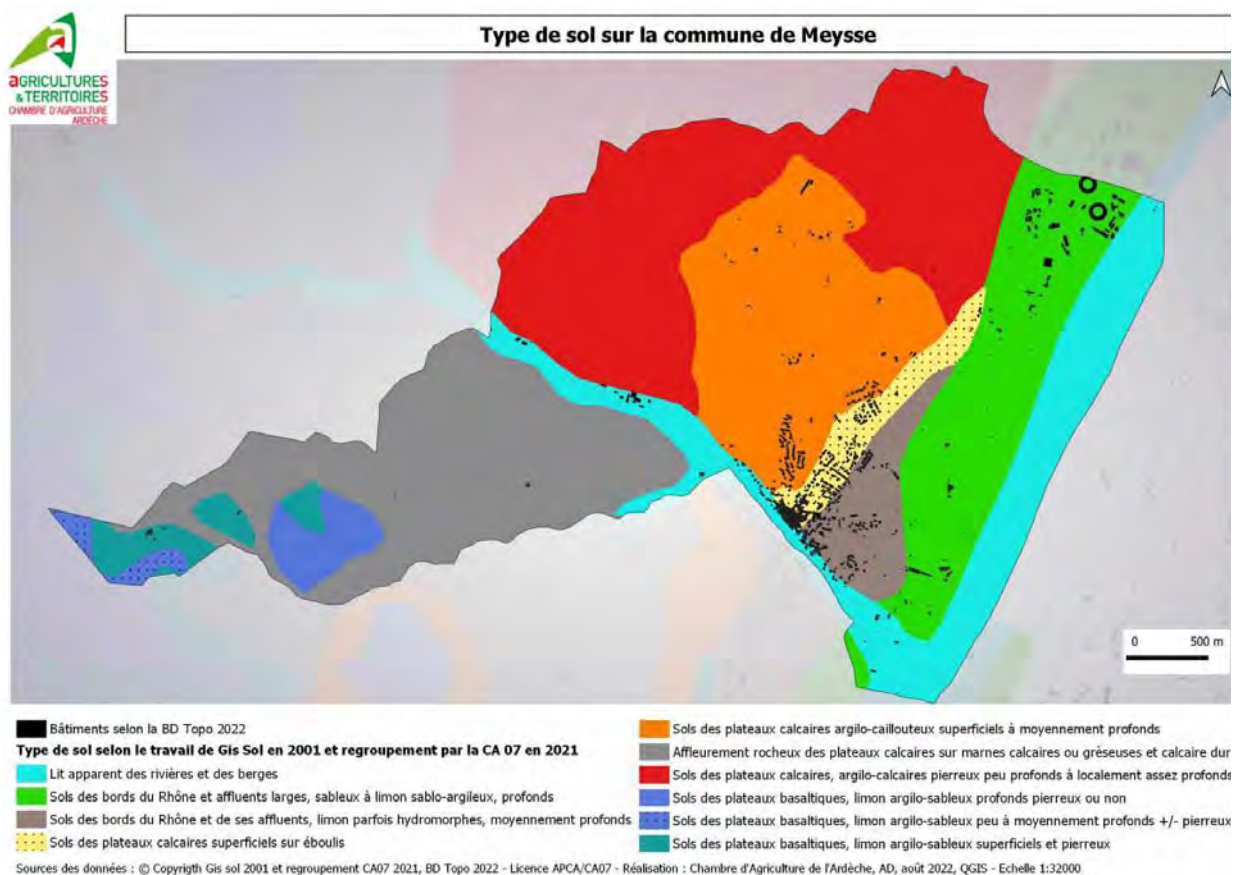 Type de sol sur la commune de Meysse
a
aGRICULTURES
& TERRITOIRES
CHAMBRE D'AGRICULTURE
ARDÈCHE
0 500 m
Bâtiments selon la BD Topo 2022
Type de sol selon le travail de Gis Sol en 2001 et regroupement par la CA 07 en 2021
Lit apparent des rivières et des berges
Sols des bords du Rhône et affluents larges, sableux à limon sablo-argileux, profonds
Sols des bords du Rhône et de ses affluents, limon parfois hydromorphes, moyennement profonds
Sols des plateaux calcaires superficiels sur éboulis
Sols des plateaux calcaires argilo-caillouteux superficiels à moyennement profonds
Affleurement rocheux des plateaux calcaires sur marnes calcaires ou grèseuses et calcaire dur
Sols des plateaux calcaires, argilo-calcaires pierreux peu profonds à localement assez profonds
Sols des plateaux basaltiques, limon argilo-sableux profonds pierreux ou non
Sols des plateaux basaltiques, limon argilo-sableux peu à moyennement profonds +/- pierreux
Sols des plateaux basaltiques, limon argilo-sableux superficiels et pierreux
Sources des données : © Copyrigth Gis sol 2001 et regroupement CA07 2021, BD Topo 2022 - Licence APCA/CA07 - Réalisation : Chambre d'Agriculture de l'Ardèche, AD, août 2022, QGIS - Echelle 1:32000